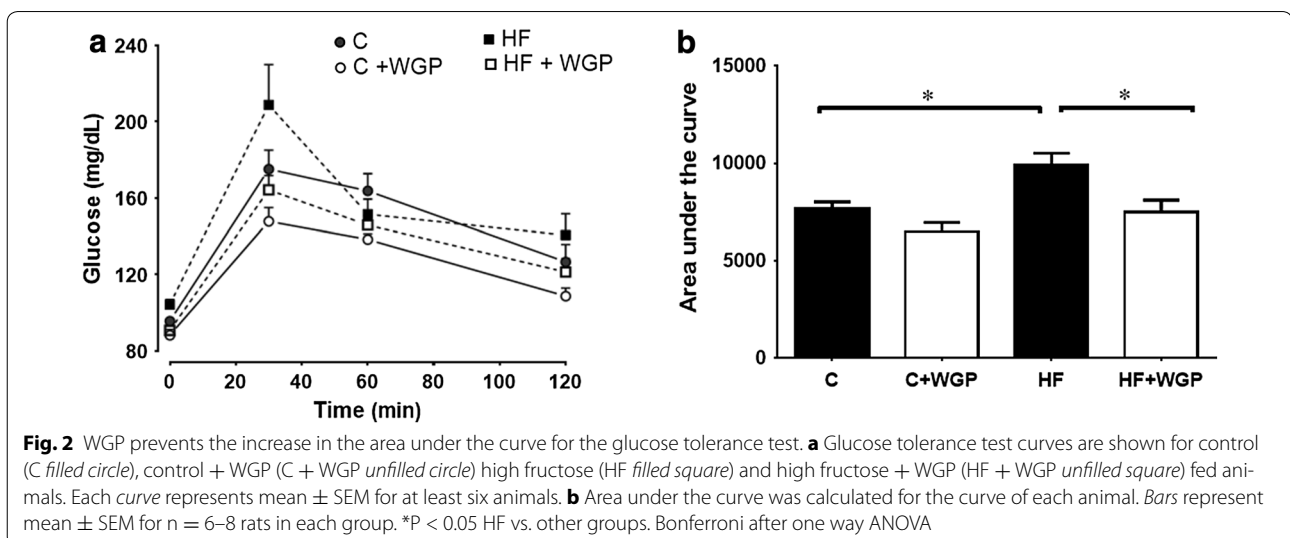 a
240
200
160
120
80
Glucose (mg/dL)
0 20 40 60 80 100 120
Time (min)
C
HF
C +WGP
HF + WGP
b
15000
10000
5000
0
Area under the curve
* *
C C+WGP HF HF+WGP
Fig. 2 WGP prevents the increase in the area under the curve for the glucose tolerance test. a Glucose tolerance test curves are shown for control
(C filled circle), control + WGP (C + WGP unfilled circle) high fructose (HF filled square) and high fructose + WGP (HF + WGP unfilled square) fed ani-
mals. Each curve represents mean ± SEM for at least six animals. b Area under the curve was calculated for the curve of each animal. Bars represent
mean ± SEM for n = 6–8 rats in each group. *P < 0.05 HF vs. other groups. Bonferroni after one way ANOVA